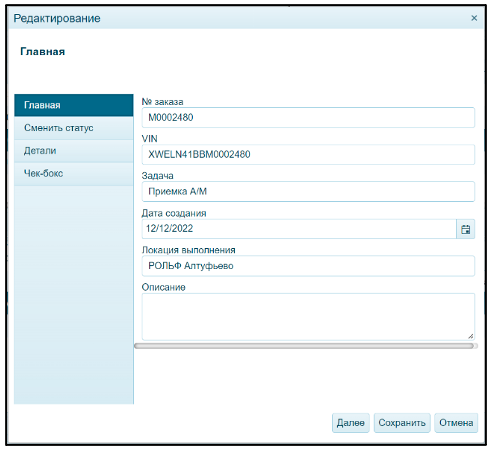 Редактирование
Главная
Главная
Сменить статус
Детали
Чек-бокс
№ заказа
M0002480
VIN
XWELN41BBM0002480
Задача
Приемка А/М
Дата создания
12/12/2022
Локация выполнения
РОЛЬФ Алтуфьево
Описание
Далее Сохранить Отмена